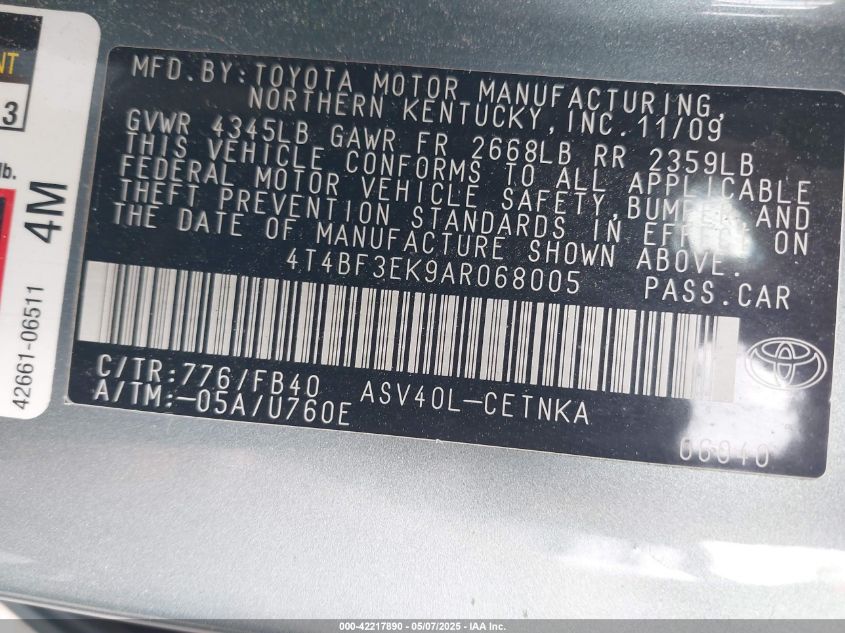 NT
3
lb.
4M
42661-06511
MFD.BY:TOYOTA MOTOR MANUFACTURING,
NORTHERN KENTUCKY,INC.11/09
GVWR 4345LB GAWR FR 2668LB RR 2359LB
THIS VEHICLE CONFORMS TO ALL APPLICABLE
FEDERAL MOTOR VEHICLE SAFETY,BUMPER,AND
THEFT PREVENTION STANDARDS IN EFFECT ON
THE DATE OF MANUFACTURE SHOWN ABOVE.
4T4BF3EK9AR068005 PASS.CAR
C/TR:776/FB40 ASV40L-CETNKA
A/TM:-05A/U760E
06040
000-42217890 - 05/07/2025 - IAA Inc.